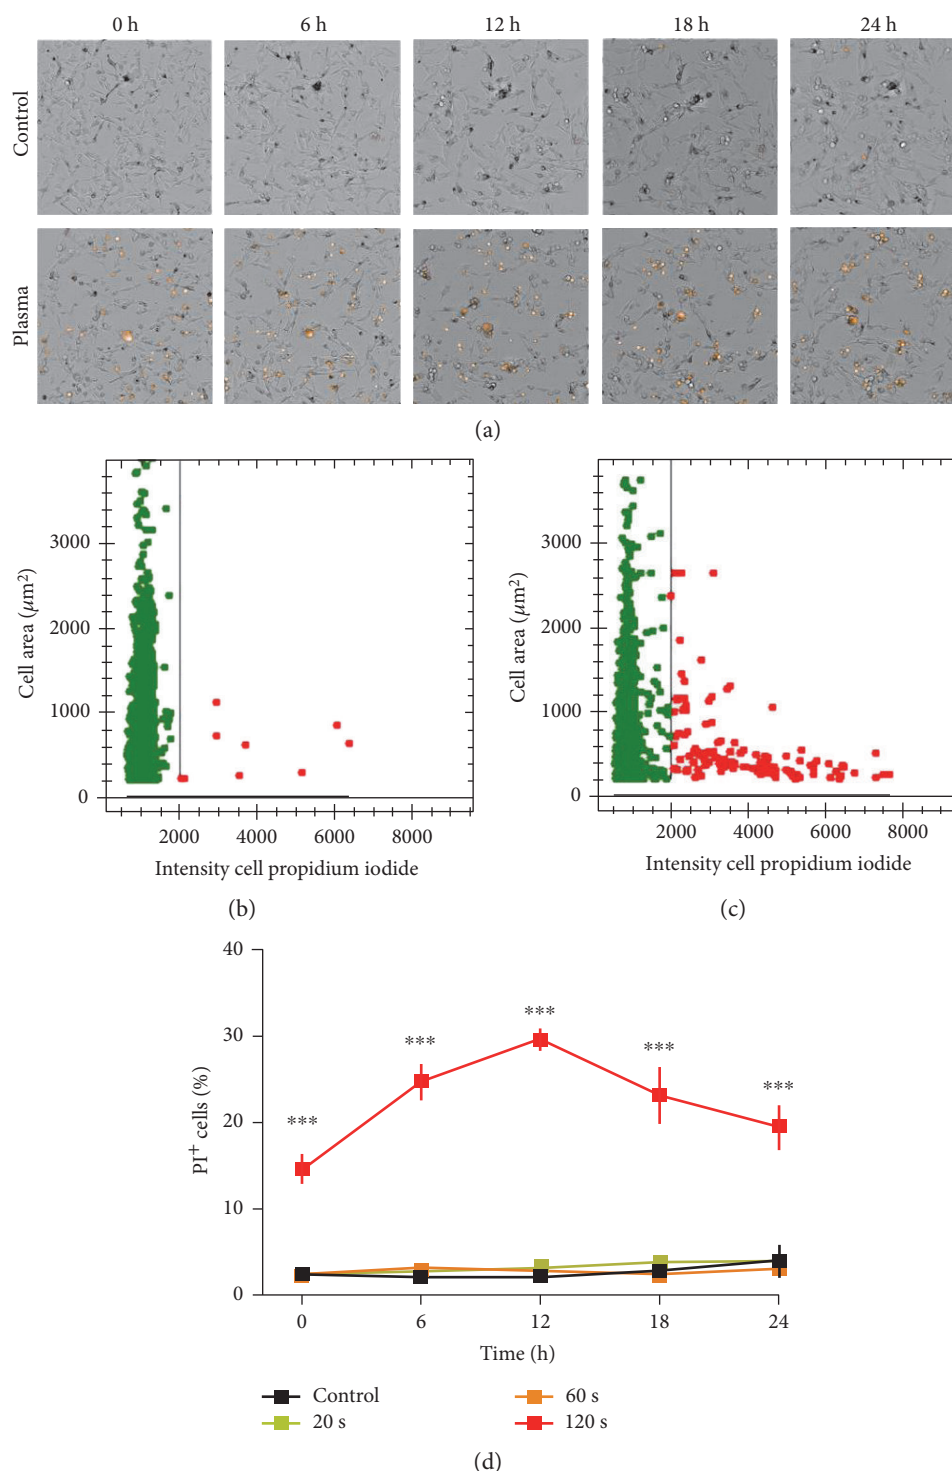 0 h 6 h 12 h 18 h 24 h
Control
Plasma
(a)
3000
2000
1000
0
Cell area (μm²)
2000 4000 6000 8000
Intensity cell propidium iodide
(b)
3000
2000
1000
0
Cell area (μm²)
2000 4000 6000 8000
Intensity cell propidium iodide
(c)
40
30
20
10
0
PI⁺ cells (%)
*** *** *** *** ***
0 6 12 18 24
Time (h)
Control 60 s
20 s 120 s
(d)